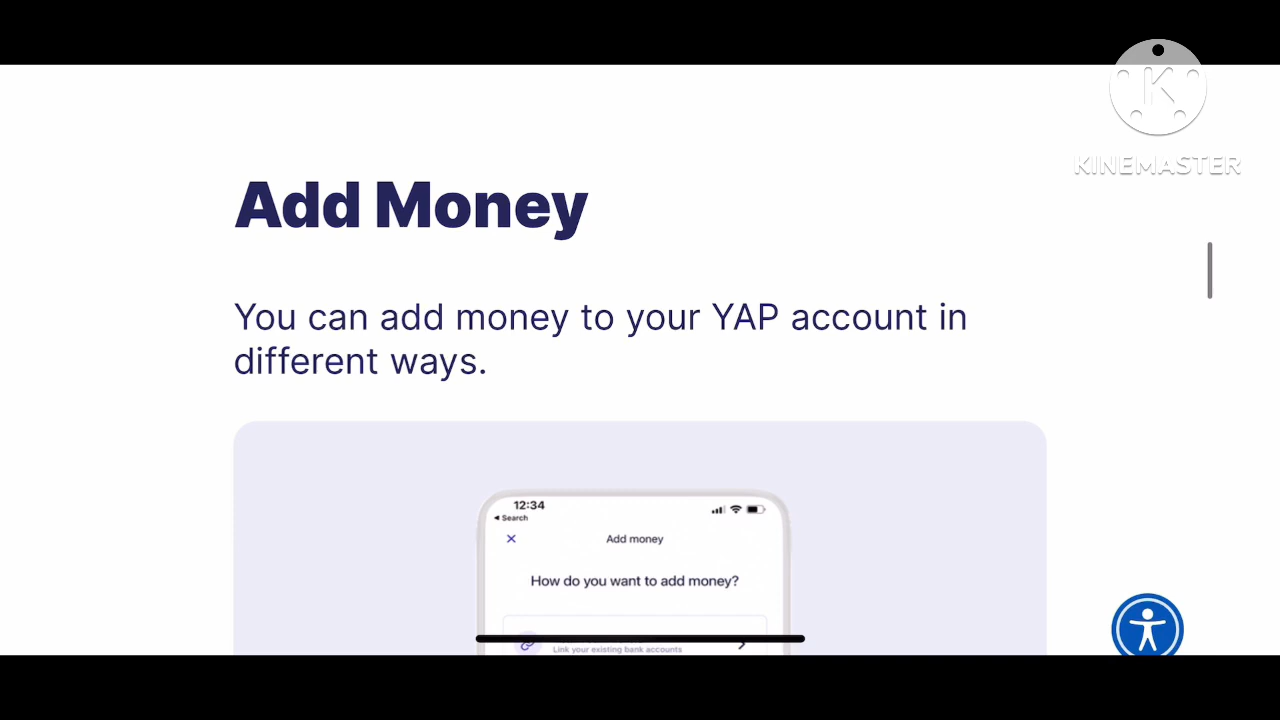 K
KINEMASTER
Add Money
You can add money to your YAP account in
different ways.
12:34
◀ Search
Add money
How do you want to add money?
Link your existing bank accounts